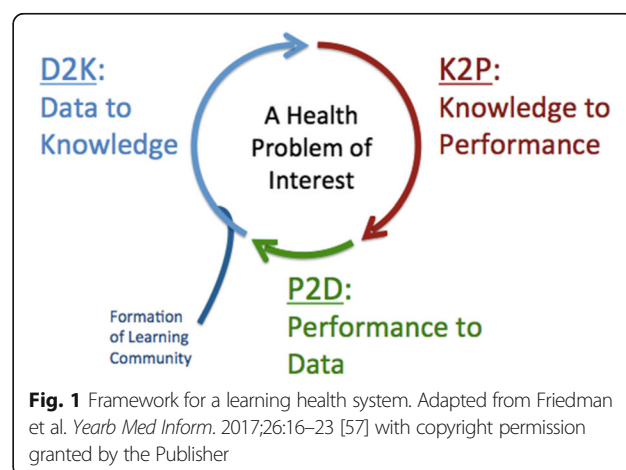 D2K:
Data to
Knowledge
A Health
Problem of
Interest
K2P:
Knowledge to
Performance
P2D:
Performance to
Data
Formation
of Learning
Community
Fig. 1 Framework for a learning health system. Adapted from Friedman
et al. Yearb Med Inform. 2017;26:16–23 [57] with copyright permission
granted by the Publisher